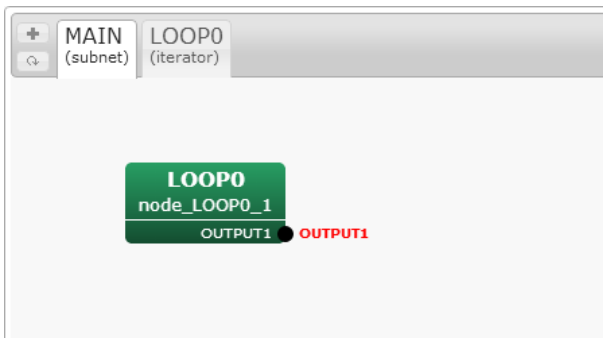 MAIN
(subnet)
LOOP0
(iterator)
LOOP0
node_LOOP0_1
OUTPUT1
OUTPUT1